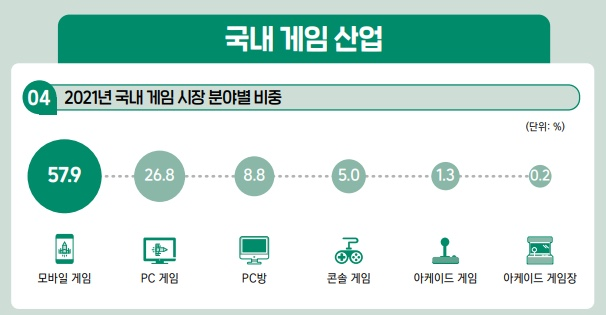 국내 게임 산업
04 2021년 국내 게임 시장 분야별 비중
(단위: %)
57.9 26.8 8.8 5.0 1.3 0.2
모바일 게임 PC 게임 PC방 콘솔 게임 아케이드 게임 아케이드 게임장